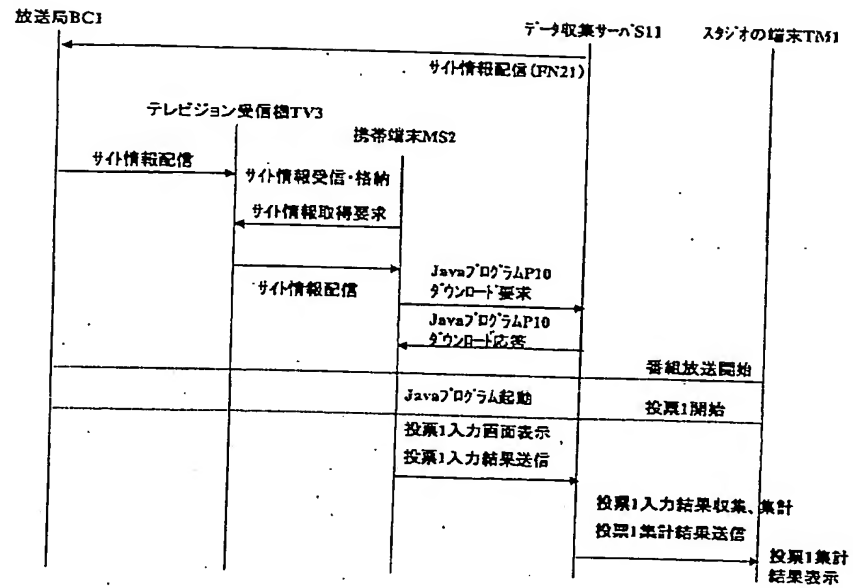 放送局BC1
データ収集サーバS11
スタジオの端末TM1
サイト情報配信(FN21)
テレビジョン受信機TV3
携帯端末MS2
サイト情報配信
サイト情報受信・格納
サイト情報取得要求
サイト情報配信
JavaプログラムP10
ダウンロード要求
JavaプログラムP10
ダウンロード応答
番組放送開始
Javaプログラム起動
投票1開始
投票1入力画面表示
投票1入力結果送信
投票1入力結果収集、集計
投票1集計結果送信
投票1集計
結果表示